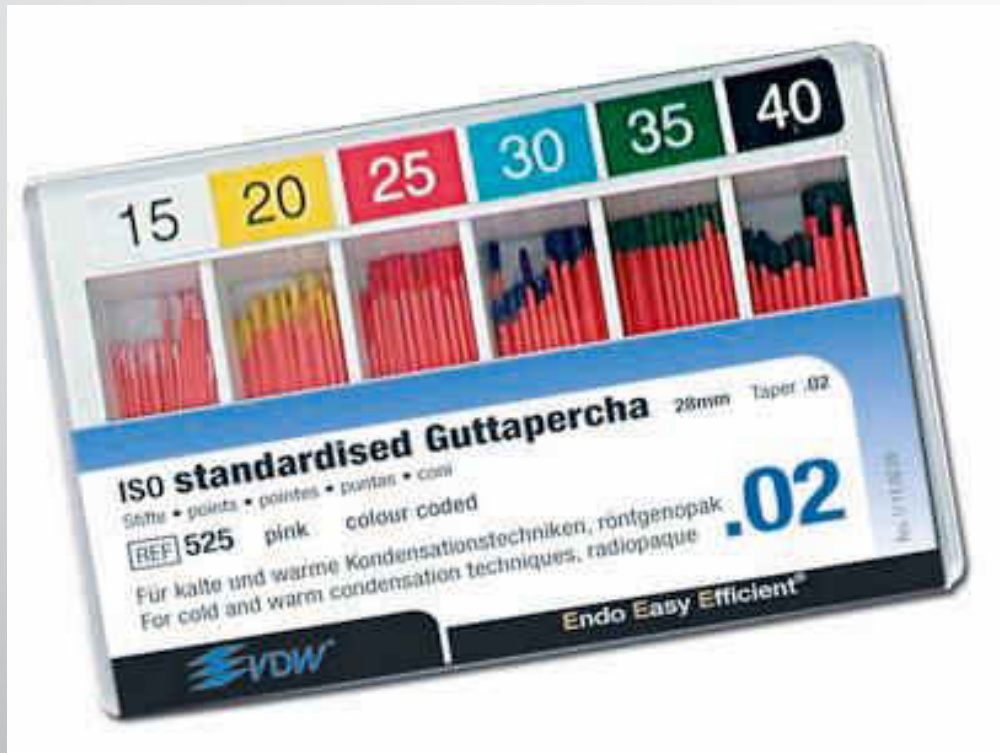 15 20 25 30 35 40
ISO standardised Guttapercha 28mm Taper .02
Stifte • points • pointes • puntas • coni
REF 525 pink colour coded
.02
Für kalte und warme Kondensationstechniken, röntgenopak
For cold and warm condensation techniques, radiopaque
Endo Easy Efficient®
VDW